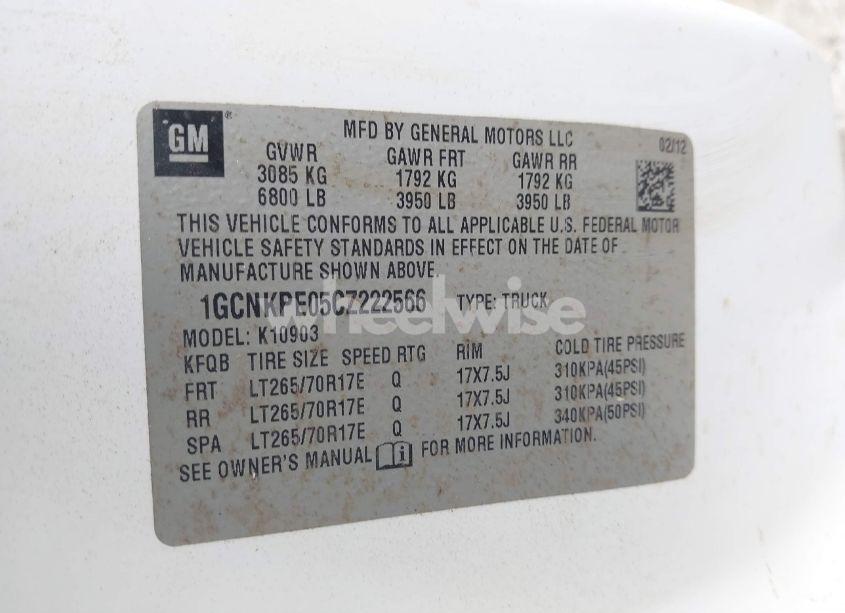 GM ®
MFD BY GENERAL MOTORS LLC
02/12
GVWR GAWR FRT GAWR RR
3085 KG 1792 KG 1792 KG
6800 LB 3950 LB 3950 LB
THIS VEHICLE CONFORMS TO ALL APPLICABLE U.S. FEDERAL MOTOR
VEHICLE SAFETY STANDARDS IN EFFECT ON THE DATE OF
MANUFACTURE SHOWN ABOVE.
1GCNKPE05CZ222566 TYPE: TRUCK
wheelwise
MODEL: K10903
KFQB TIRE SIZE SPEED RTG RIM COLD TIRE PRESSURE
FRT LT265/70R17E Q 17X7.5J 310KPA(45PSI)
RR LT265/70R17E Q 17X7.5J 310KPA(45PSI)
SPA LT265/70R17E Q 17X7.5J 340KPA(50PSI)
SEE OWNER'S MANUAL i FOR MORE INFORMATION.